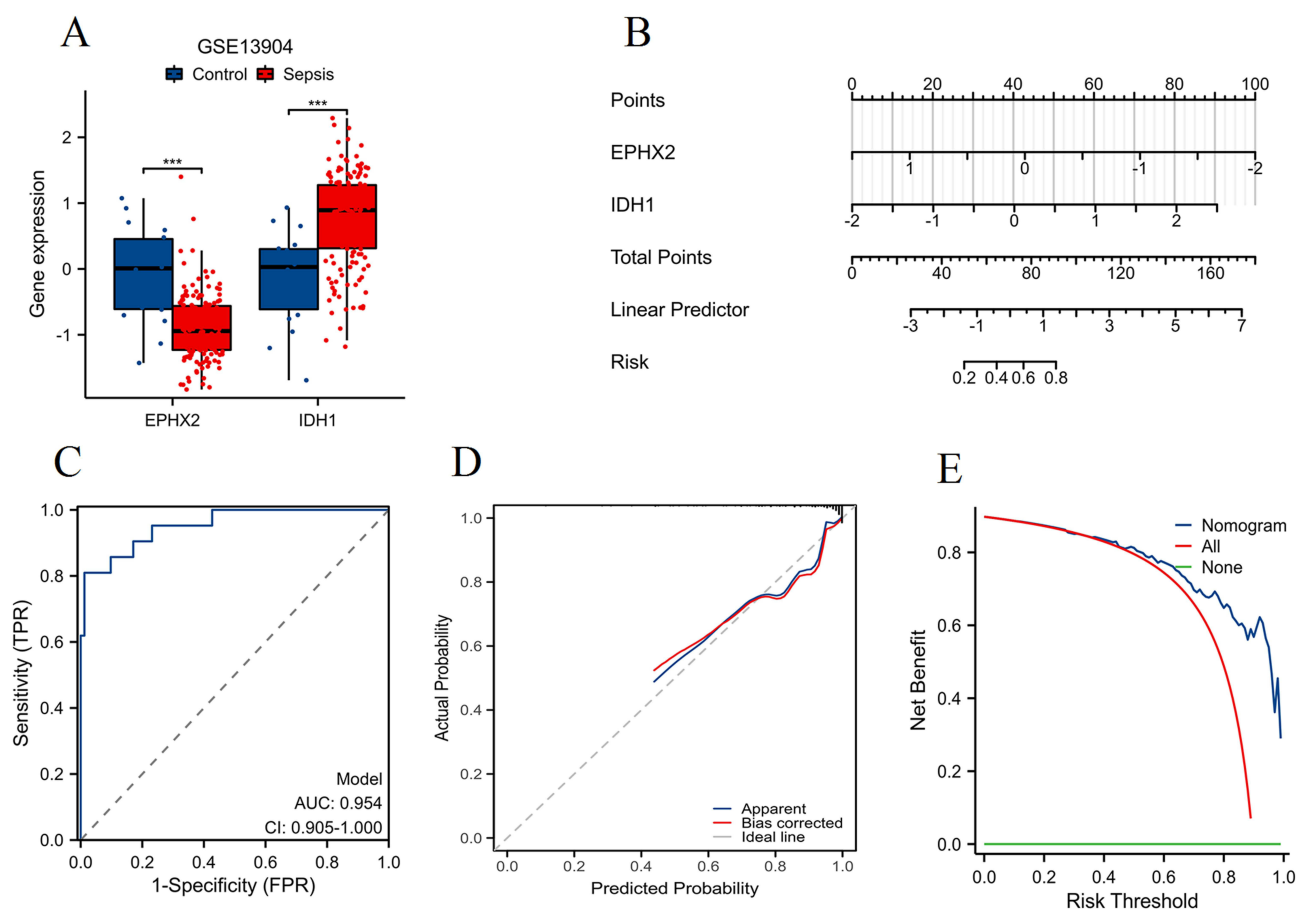 A
GSE13904
Control Sepsis
***
***
Gene expression
2
1
0
-1
EPHX2 IDH1
B
Points
0 20 40 60 80 100
EPHX2
1 0 -1 -2
IDH1
-2 -1 0 1 2
Total Points
0 40 80 120 160
Linear Predictor
-3 -1 1 3 5 7
Risk
0.2 0.4 0.6 0.8
C
Sensitivity (TPR)
1.0
0.8
0.6
0.4
0.2
0.0
Model
AUC: 0.954
CI: 0.905-1.000
0.0 0.2 0.4 0.6 0.8 1.0
1-Specificity (FPR)
D
Actual Probability
1.0
0.8
0.6
0.4
0.2
0.0
Apparent
Bias corrected
Ideal line
0.0 0.2 0.4 0.6 0.8 1.0
Predicted Probability
E
Net Benefit
0.8
0.6
0.4
0.2
0.0
Nomogram
All
None
0.0 0.2 0.4 0.6 0.8 1.0
Risk Threshold